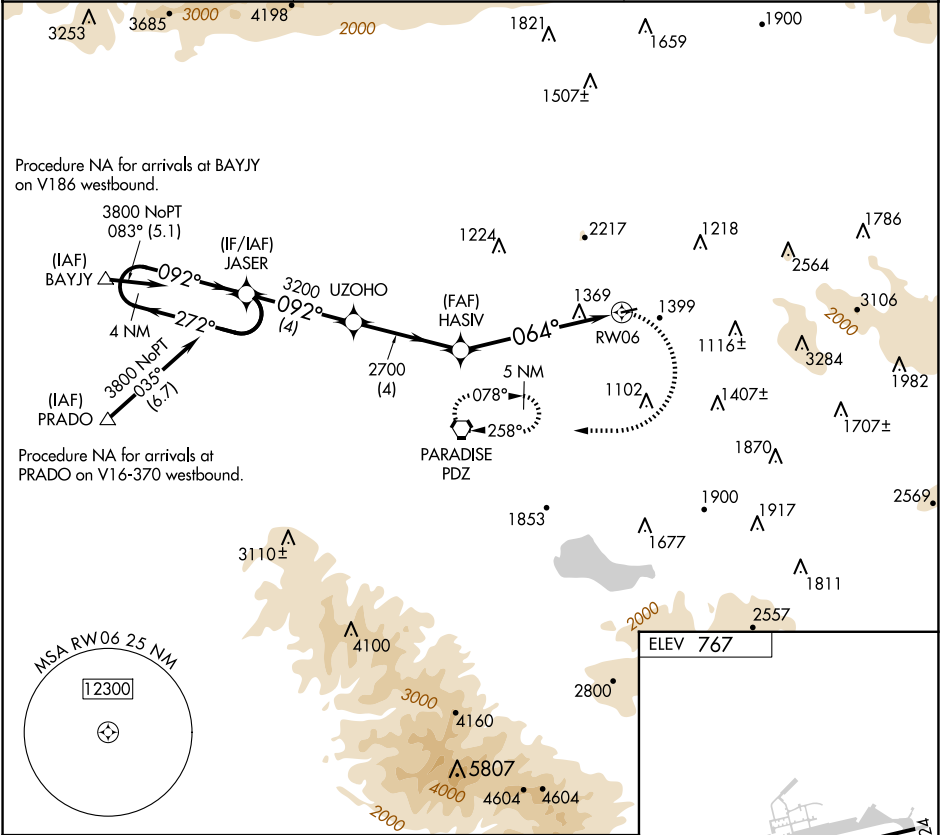 3253
3685
3000
4198
2000
1821
1659
1900
1507±
Procedure NA for arrivals at BAYJY
on V186 westbound.
3800 NoPT
083° (5.1)
(IAF)
BAYJY
092°
(IF/IAF)
JASER
3200
092°
(4)
UZOHO
272°
4 NM
3800 NoPT
035°
(6.7)
(IAF)
PRADO
Procedure NA for arrivals at
PRADO on V16-370 westbound.
2700
(4)
(FAF)
HASIV
064°
1224
2217
1218
1786
2564
1369
RW06
1399
3106
2000
1116±
3284
1982
5 NM
078°
258°
PARADISE
PDZ
1102
1407±
1707±
1870
1853
1900
1677
1917
2569
1811
3110±
4100
3000
4160
5807
4000
4604
4604
2000
2000
2557
2800
MSA RW06 25 NM
12300
ELEV 767
24